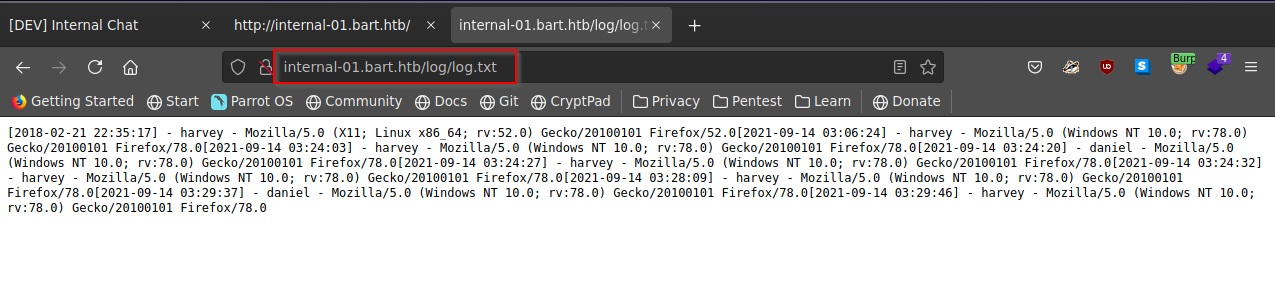 [DEV] Internal Chat
http://internal-01.bart.htb/
internal-01.bart.htb/log/log.t
internal-01.bart.htb/log/log.txt
Burp
4
Getting Started Start Parrot OS Community Docs Git CryptPad Privacy Pentest Learn Donate
[2018-02-21 22:35:17] - harvey - Mozilla/5.0 (X11; Linux x86_64; rv:52.0) Gecko/20100101 Firefox/52.0[2021-09-14 03:06:24] - harvey - Mozilla/5.0 (Windows NT 10.0; rv:78.0)
Gecko/20100101 Firefox/78.0[2021-09-14 03:24:03] - harvey - Mozilla/5.0 (Windows NT 10.0; rv:78.0) Gecko/20100101 Firefox/78.0[2021-09-14 03:24:20] - daniel - Mozilla/5.0
(Windows NT 10.0; rv:78.0) Gecko/20100101 Firefox/78.0[2021-09-14 03:24:27] - harvey - Mozilla/5.0 (Windows NT 10.0; rv:78.0) Gecko/20100101 Firefox/78.0[2021-09-14 03:24:32]
- harvey - Mozilla/5.0 (Windows NT 10.0; rv:78.0) Gecko/20100101 Firefox/78.0[2021-09-14 03:28:09] - harvey - Mozilla/5.0 (Windows NT 10.0; rv:78.0) Gecko/20100101
Firefox/78.0[2021-09-14 03:29:37] - daniel - Mozilla/5.0 (Windows NT 10.0; rv:78.0) Gecko/20100101 Firefox/78.0[2021-09-14 03:29:46] - harvey - Mozilla/5.0 (Windows NT 10.0;
rv:78.0) Gecko/20100101 Firefox/78.0